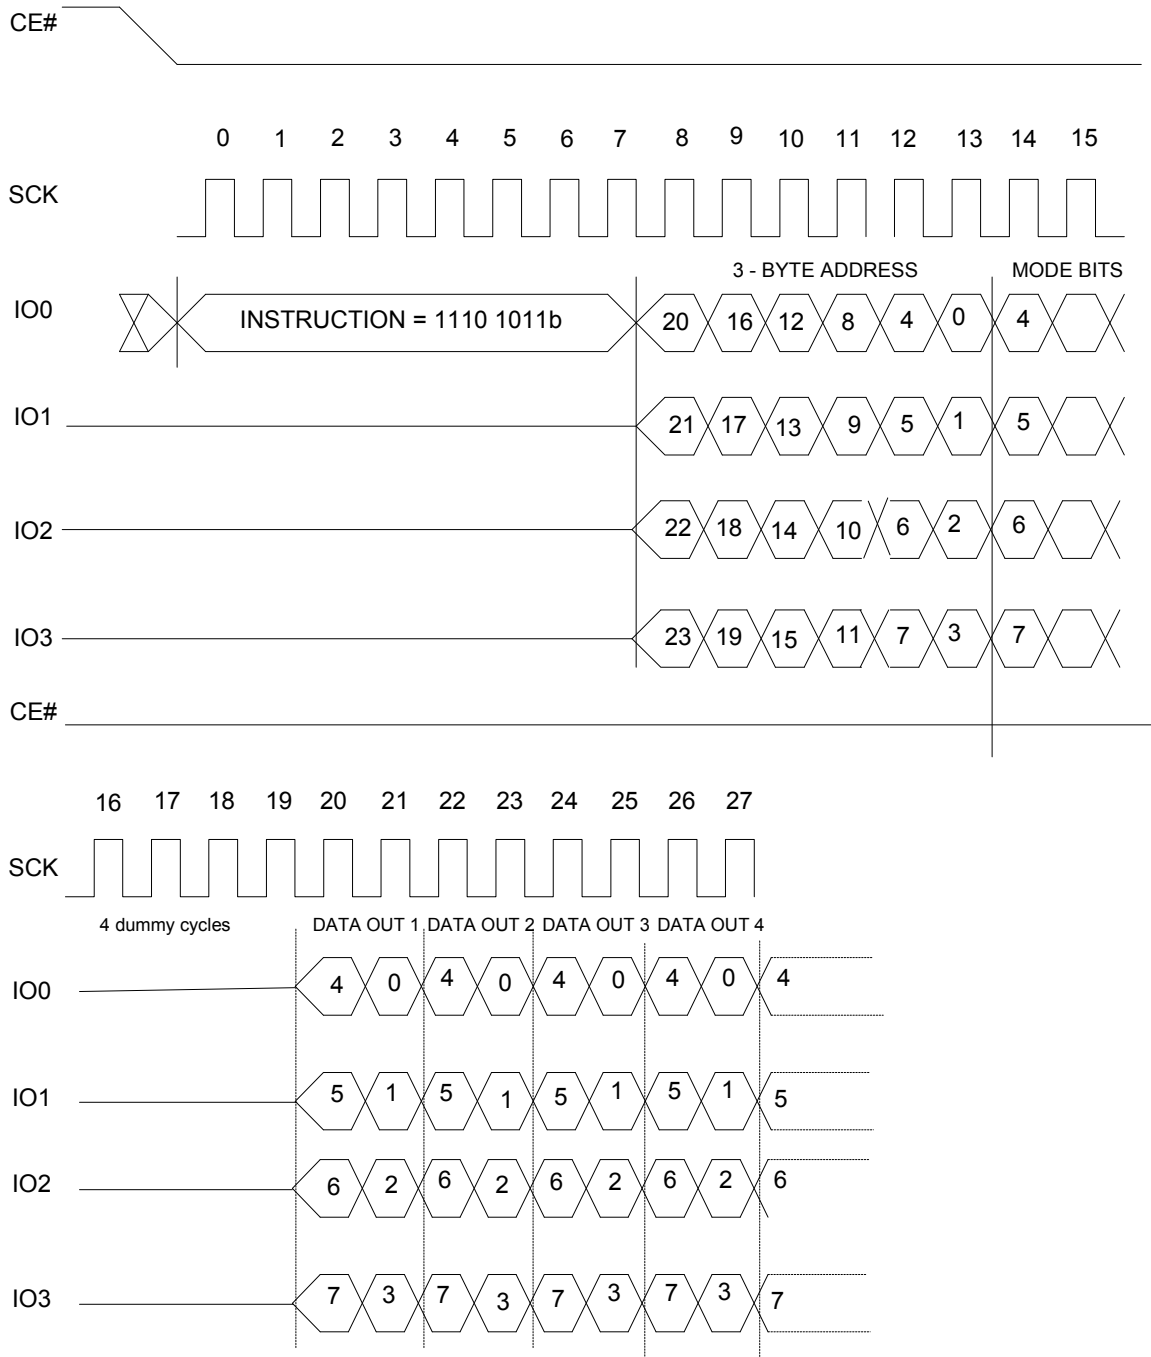 CE#
0 1 2 3 4 5 6 7 8 9 10 11 12 13 14 15
SCK
3 - BYTE ADDRESS MODE BITS
IO0 INSTRUCTION = 1110 1011b 20 16 12 8 4 0 4
IO1 21 17 13 9 5 1 5
IO2 22 18 14 10 6 2 6
IO3 23 19 15 11 7 3 7
CE#
16 17 18 19 20 21 22 23 24 25 26 27
SCK
4 dummy cycles DATA OUT 1 DATA OUT 2 DATA OUT 3 DATA OUT 4
IO0 4 0 4 0 4 0 4 0 4
IO1 5 1 5 1 5 1 5 1 5
IO2 6 2 6 2 6 2 6 2 6
IO3 7 3 7 3 7 3 7 3 7